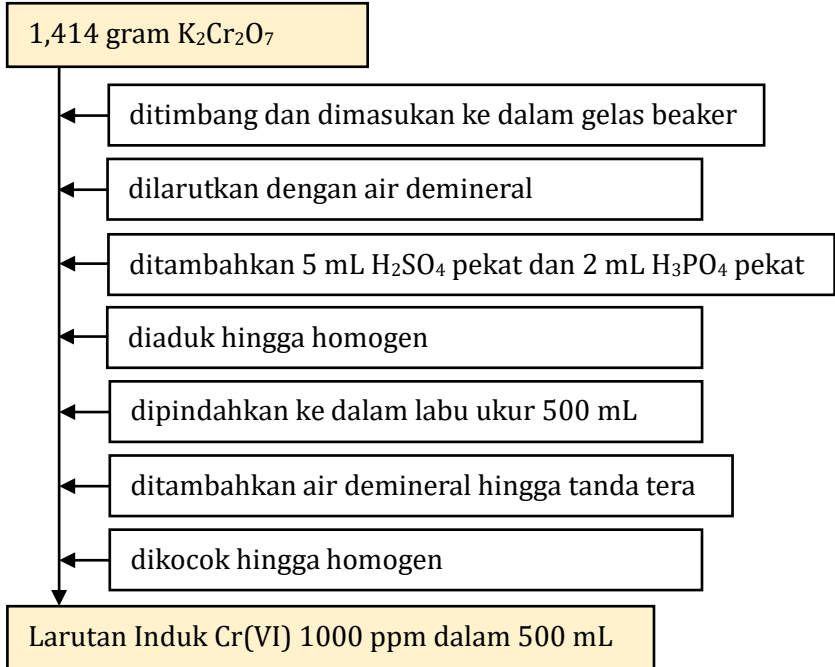 1,414 gram K₂Cr₂O₇
ditimbang dan dimasukan ke dalam gelas beaker
dilarutkan dengan air demineral
ditambahkan 5 mL H₂SO₄ pekat dan 2 mL H₃PO₄ pekat
diaduk hingga homogen
dipindahkan ke dalam labu ukur 500 mL
ditambahkan air demineral hingga tanda tera
dikocok hingga homogen
Larutan Induk Cr(VI) 1000 ppm dalam 500 mL